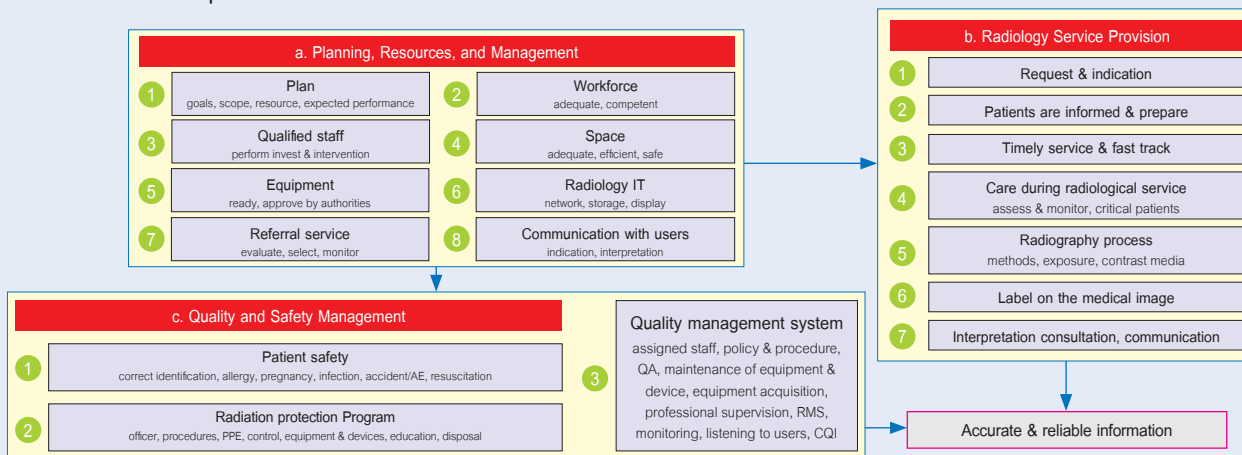 a. Planning, Resources, and Management
1
Plan
goals, scope, resource, expected performance
2
Workforce
adequate, competent
3
Qualified staff
perform invest & intervention
4
Space
adequate, efficient, safe
5
Equipment
ready, approve by authorities
6
Radiology IT
network, storage, display
7
Referral service
evaluate, select, monitor
8
Communication with users
indication, interpretation
b. Radiology Service Provision
1
Request & indication
2
Patients are informed & prepare
3
Timely service & fast track
4
Care during radiological service
assess & monitor, critical patients
5
Radiography process
methods, exposure, contrast media
6
Label on the medical image
7
Interpretation consultation, communication
c. Quality and Safety Management
1
Patient safety
correct identification, allergy, pregnancy, infection, accident/AE, resuscitation
2
Radiation protection Program
officer, procedures, PPE, control, equipment & devices, education, disposal
3
Quality management system
assigned staff, policy & procedure,
QA, maintenance of equipment &
device, equipment acquisition,
professional supervision, RMS,
monitoring, listening to users, CQI
Accurate & reliable information